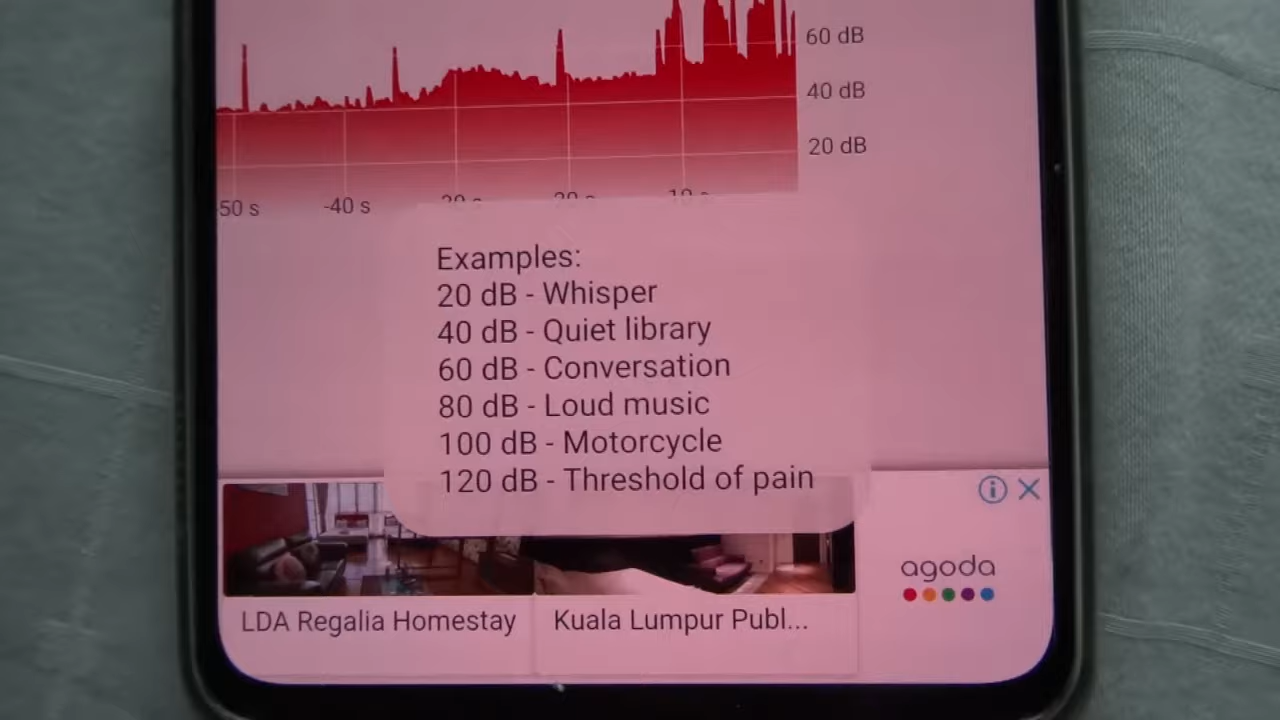 60 dB
40 dB
20 dB
50 s
-40 s
Examples:
20 dB - Whisper
40 dB - Quiet library
60 dB - Conversation
80 dB - Loud music
100 dB - Motorcycle
120 dB - Threshold of pain
agoda
LDA Regalia Homestay
Kuala Lumpur Publ...